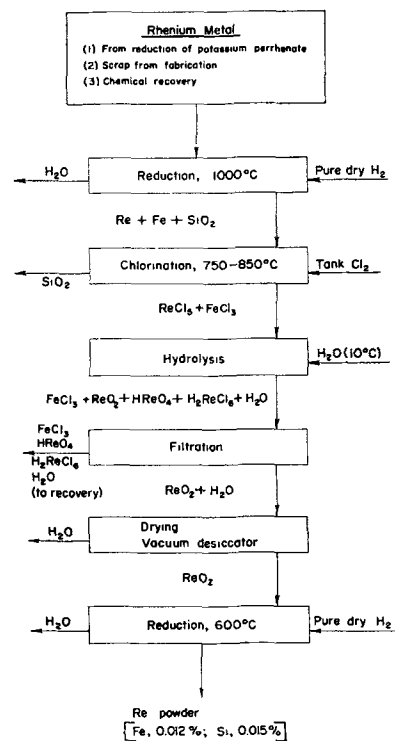 Rhenium Metal
(1) From reduction of potassium perrhenate
(2) Scrap from fabrication
(3) Chemical recovery
H₂O
Reduction, 1000°C
Pure dry H₂
Re + Fe + SiO₂
Chlorination, 750-850°C
Tank Cl₂
SiO₂
ReCl₅ + FeCl₃
Hydrolysis
H₂O(10°C)
FeCl₃ + ReO₂ + HReO₄ + H₂ReCl₆ + H₂O
FeCl₃
HReO₄
H₂ReCl₆
H₂O
(to recovery)
Filtration
ReO₂ + H₂O
H₂O
Drying
Vacuum desiccator
ReO₂
H₂O
Reduction, 600°C
Pure dry H₂
Re powder
[Fe, 0.012%; Si, 0.015%]